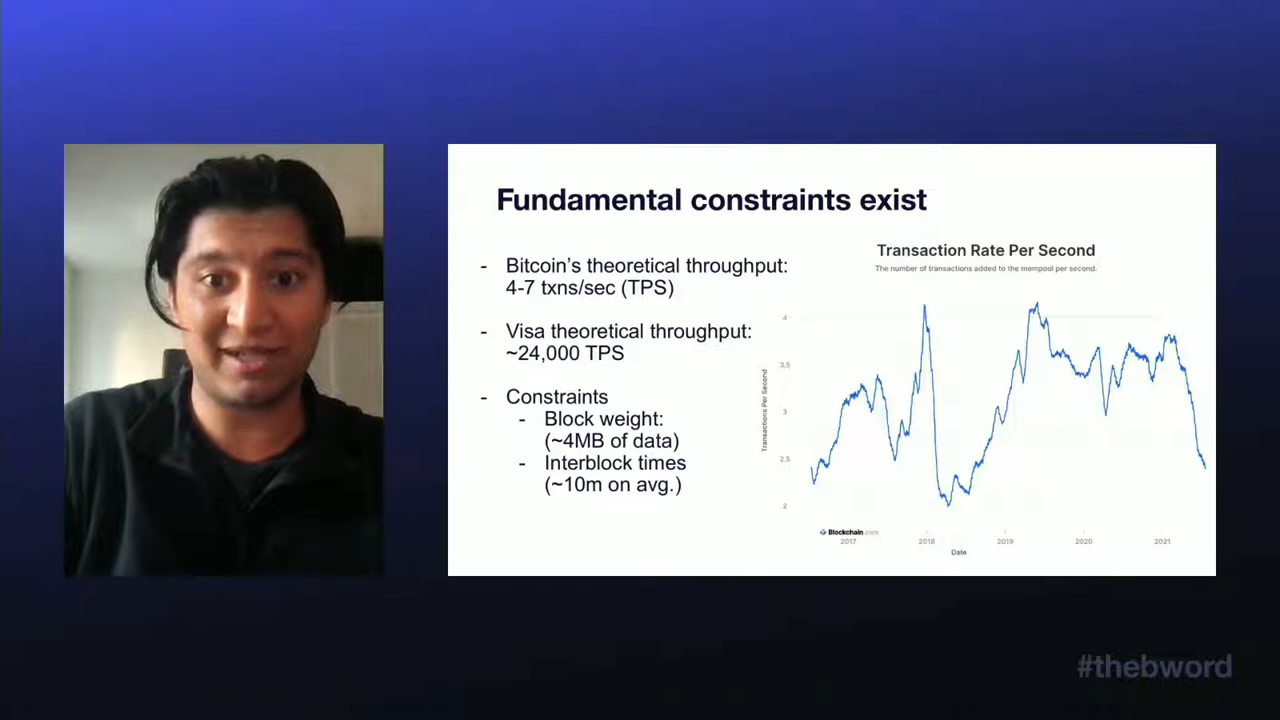 Fundamental constraints exist
- Bitcoin's theoretical throughput:
4-7 txns/sec (TPS)
- Visa theoretical throughput:
~24,000 TPS
- Constraints
- Block weight:
(~4MB of data)
- Interblock times
(~10m on avg.)
Transaction Rate Per Second
The number of transactions added to the mempool per second.
Transactions Per Second
4
3.5
3
2.5
2
Blockchain.com
2017 2018 2019 2020 2021
Date
#thebword